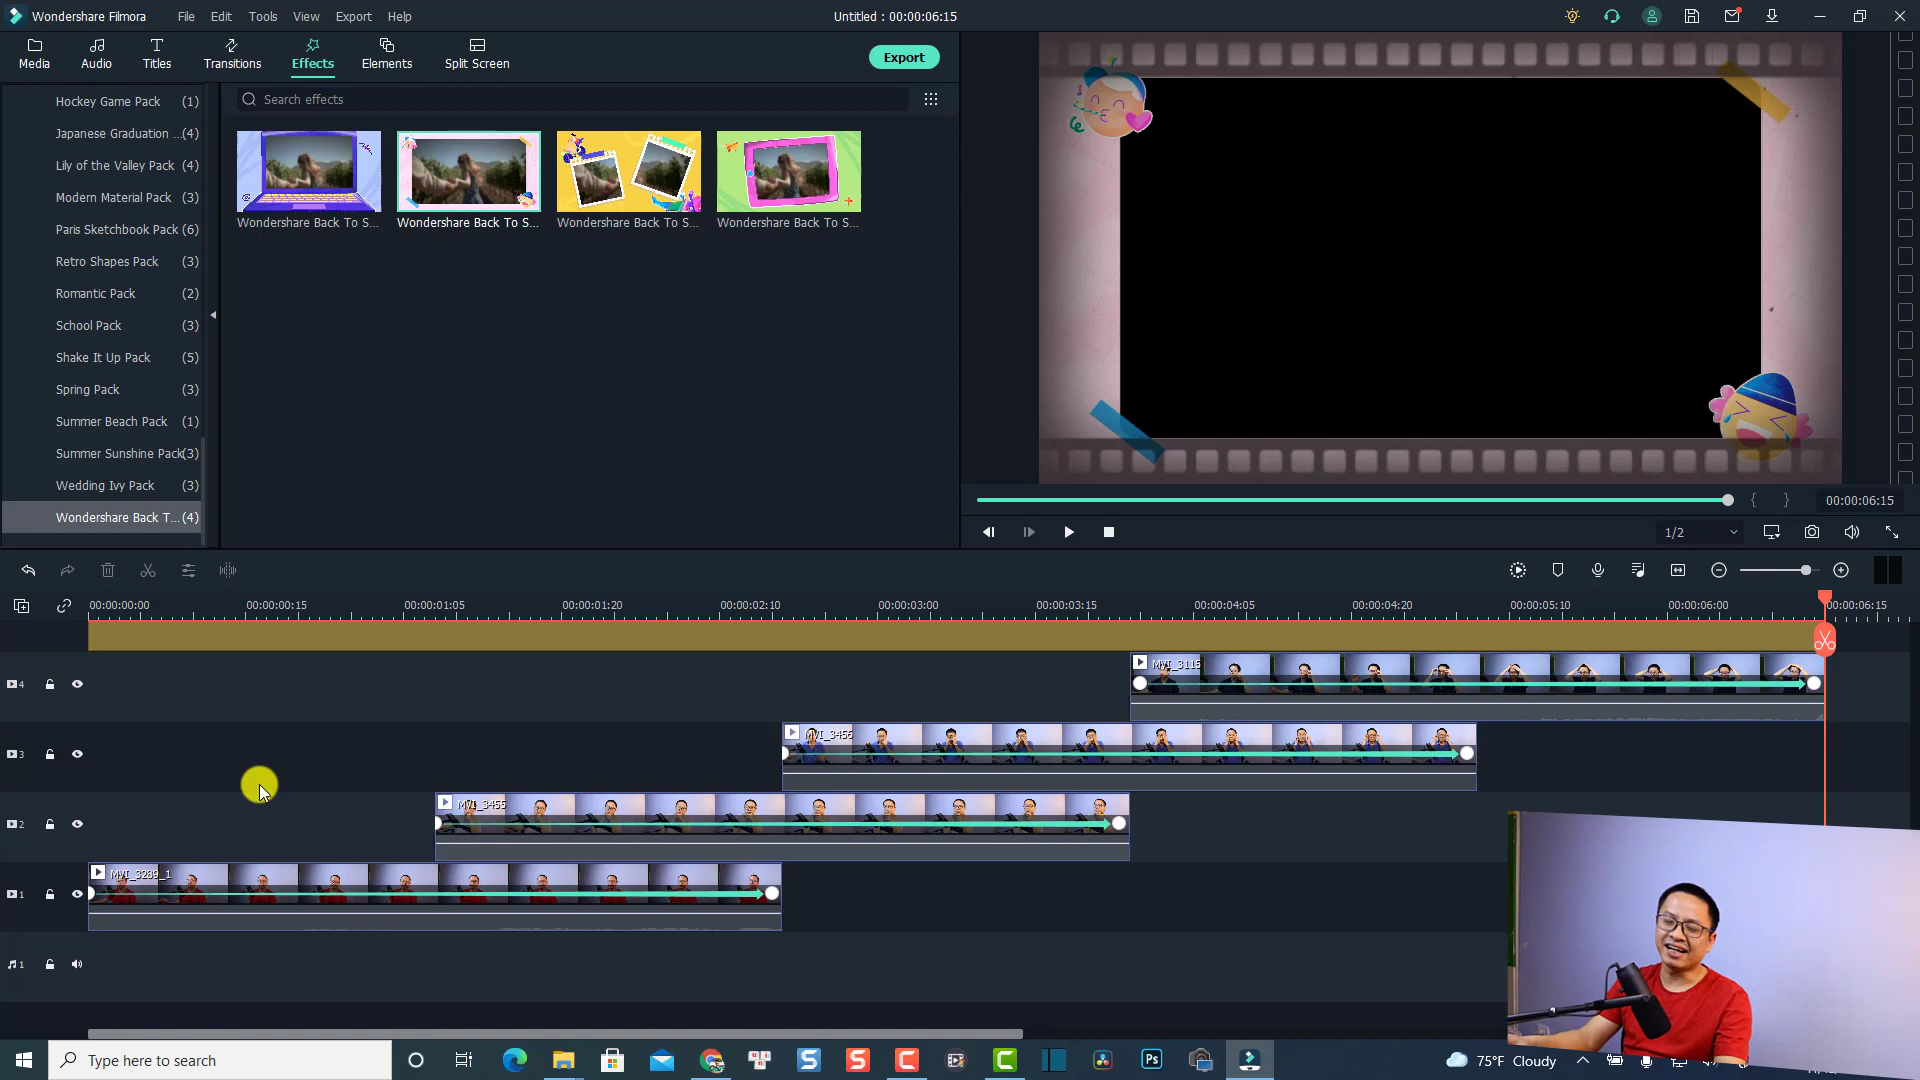 Wondershare Filmora
File
Edit
Tools
View
Export
Help
Untitled : 00:00:06:15
Media
Audio
Titles
Transitions
Effects
Elements
Split Screen
Export
Hockey Game Pack (1)
Japanese Graduation ... (4)
Lily of the Valley Pack (4)
Modern Material Pack (3)
Paris Sketchbook Pack (6)
Retro Shapes Pack (3)
Romantic Pack (2)
School Pack (3)
Shake It Up Pack (5)
Spring Pack (3)
Summer Beach Pack (1)
Summer Sunshine Pack (3)
Wedding Ivy Pack (3)
Wondershare Back T... (4)
Search effects
Wondershare Back To S...
Wondershare Back To S...
Wondershare Back To S...
Wondershare Back To S...
{ }
00:00:06:15
1/2
00:00:00:00
00:00:00:15
00:00:01:05
00:00:01:20
00:00:02:10
00:00:03:00
00:00:03:15
00:00:04:05
00:00:04:20
00:00:05:10
00:00:06:00
00:00:06:15
4
MVI_3115
3
MVI_3456
2
MVI_3455
1
MVI_3289_1
1
Type here to search
Ps
75°F Cloudy